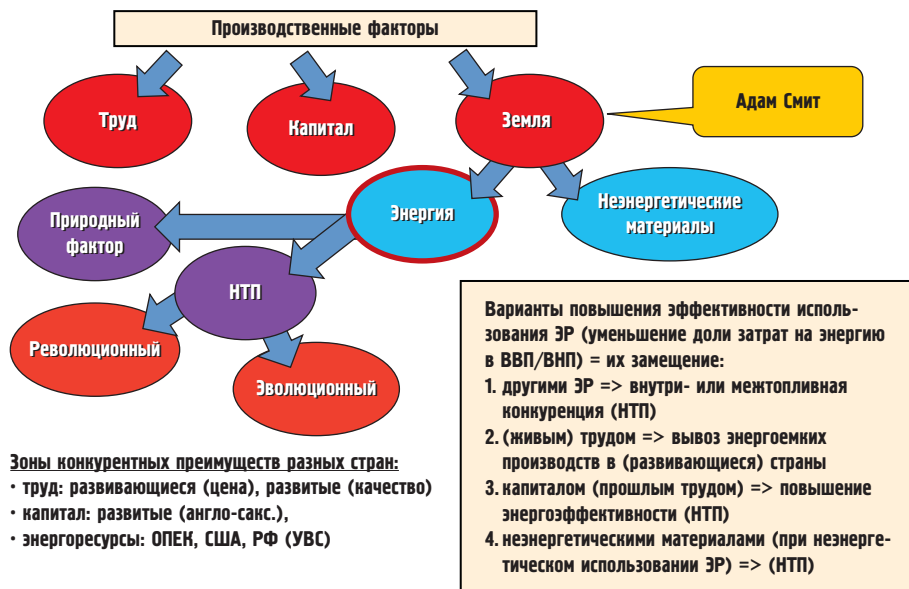 Производственные факторы
Труд
Капитал
Земля
Адам Смит
Природный
фактор
Энергия
Неэнергетические
материалы
НТП
Революционный
Эволюционный
Зоны конкурентных преимуществ разных стран:
• труд: развивающиеся (цена), развитые (качество)
• капитал: развитые (англо-сакс.),
• энергоресурсы: ОПЕК, США, РФ (УВС)
Варианты повышения эффективности исполь-
зования ЭР (уменьшение доли затрат на энергию
в ВВП/ВНП) = их замещение:
1. другими ЭР => внутри- или межтопливная
конкуренция (НТП)
2. (живым) трудом => вывоз энергоемких
производств в (развивающиеся) страны
3. капиталом (прошлым трудом) => повышение
энергоэффективности (НТП)
4. неэнергетическими материалами (при неэнерге-
тическом использовании ЭР) => (НТП)